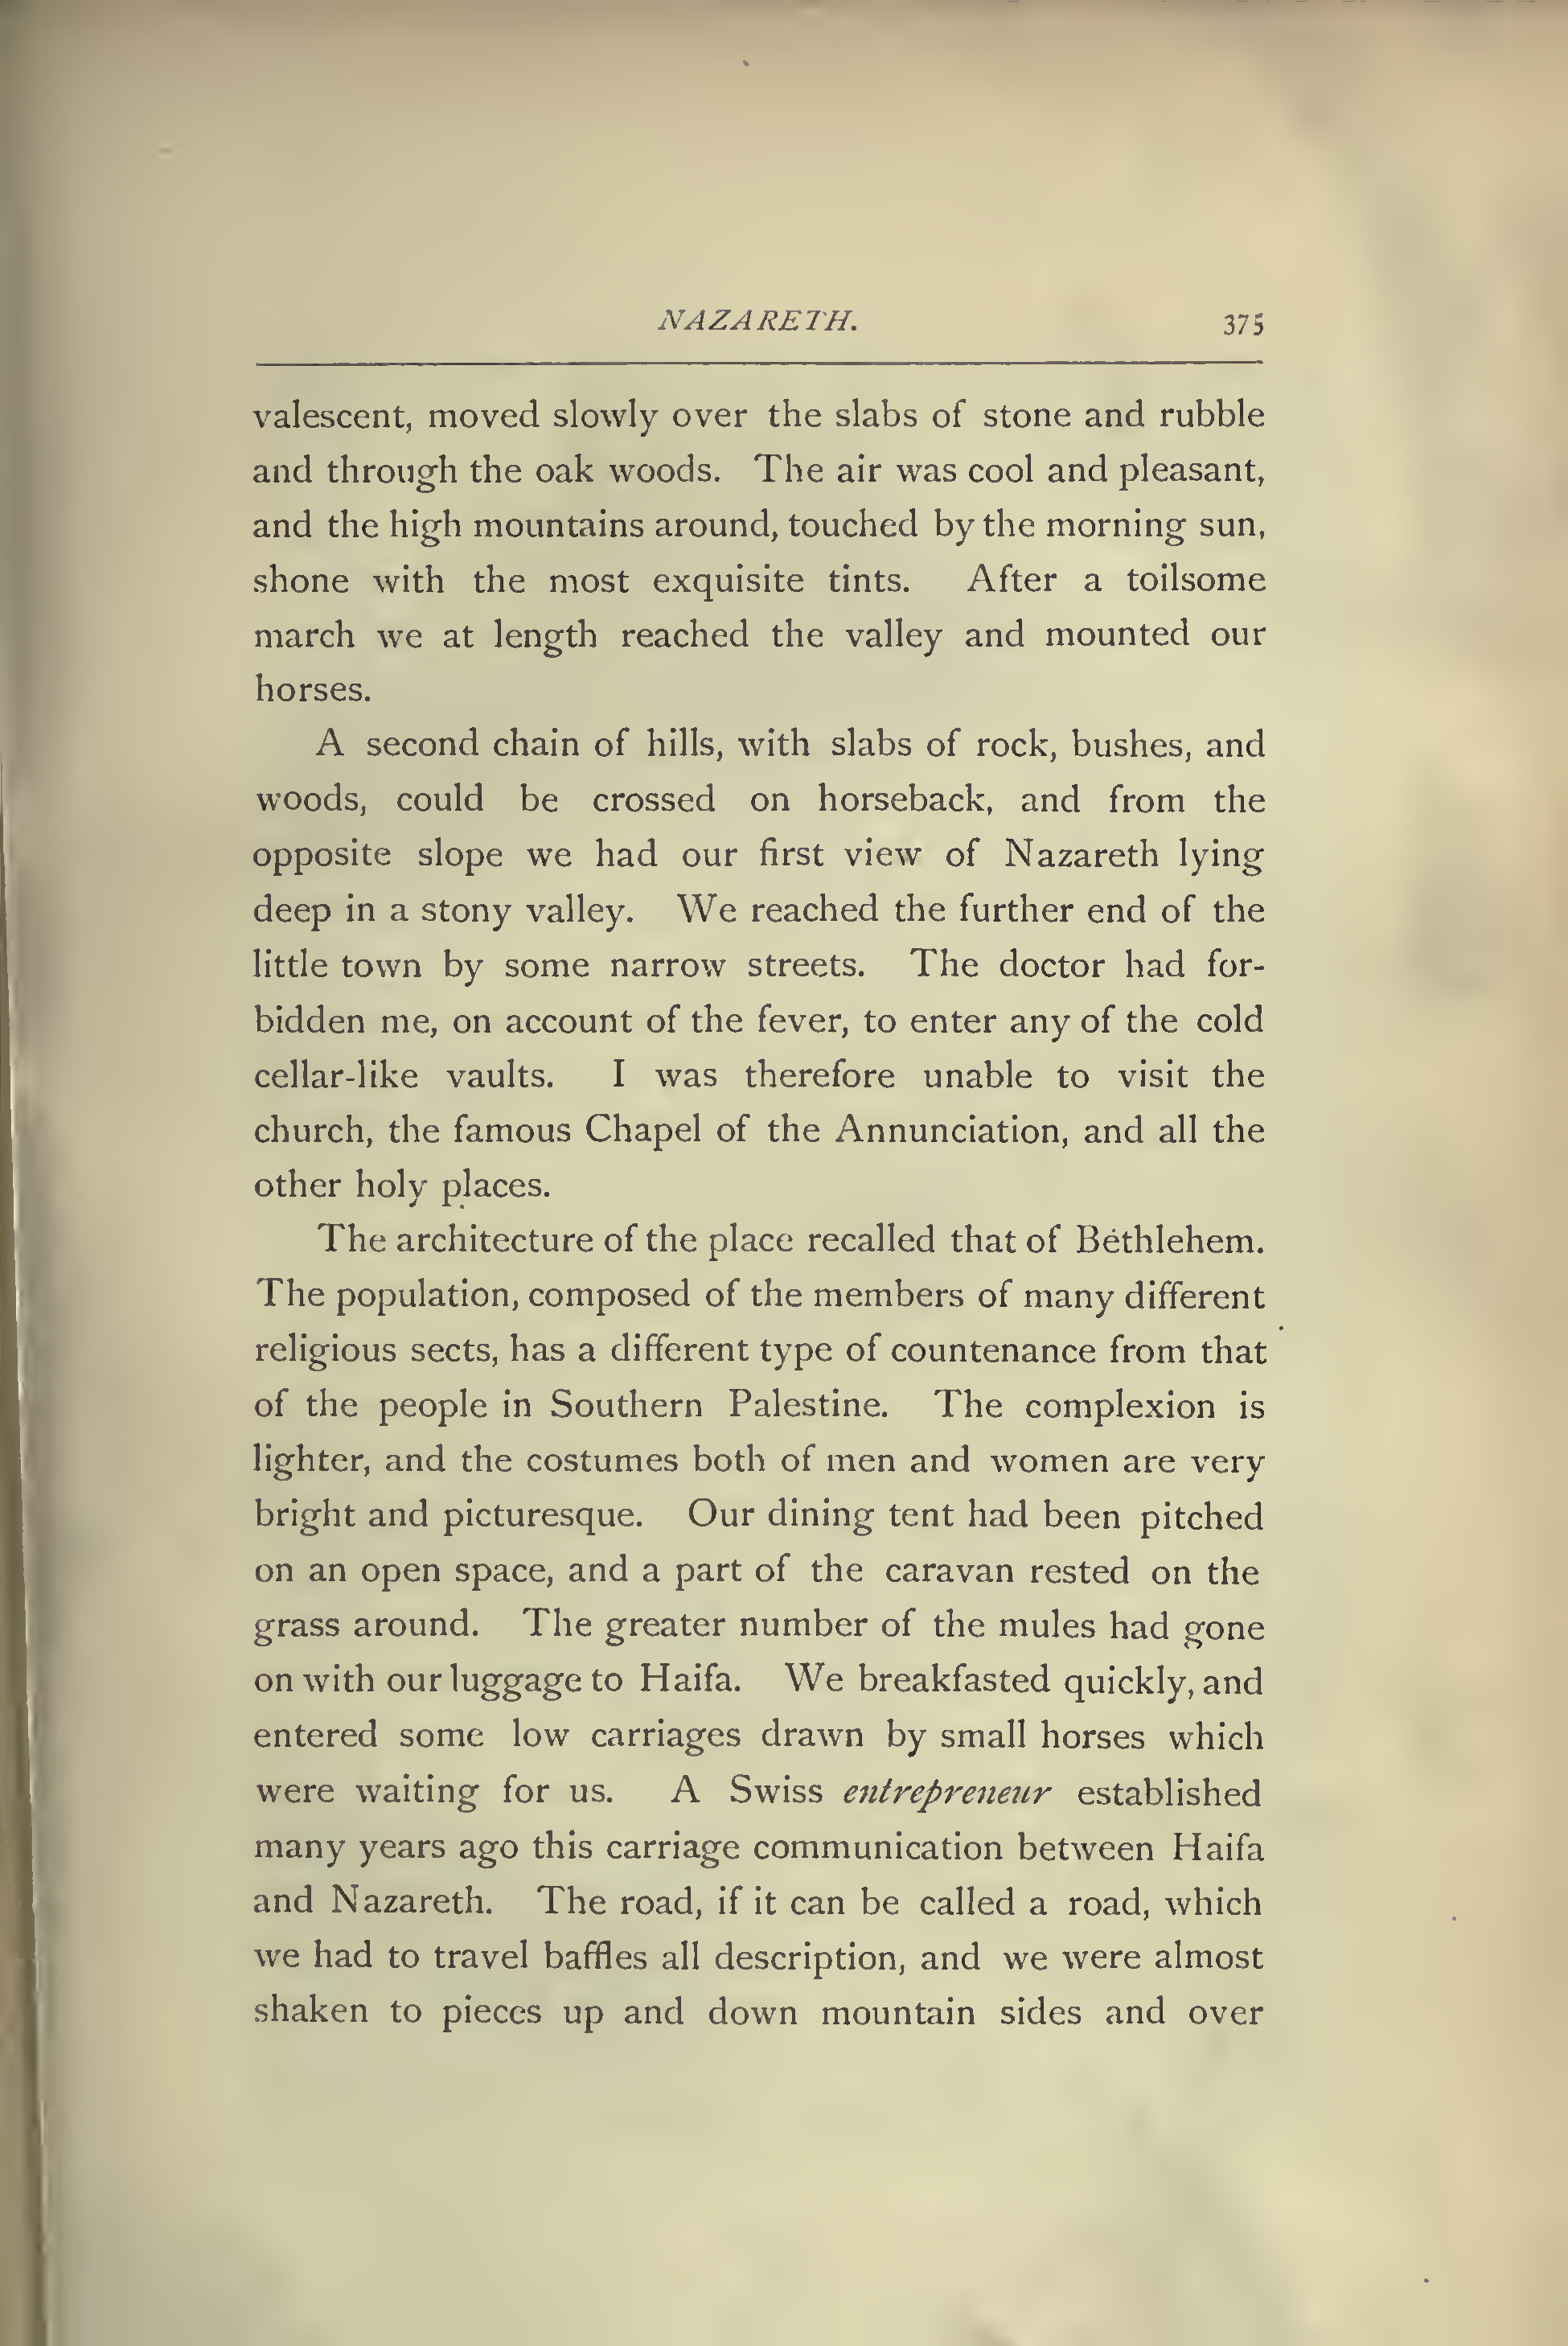 NAZARETH. 375
valescent, moved slowly over the slabs of stone and rubble
and through the oak woods. The air was cool and pleasant,
and the high mountains around, touched by the morning sun,
shone with the most exquisite tints. After a toilsome
march we at length reached the valley and mounted our
horses.
A second chain of hills, with slabs of rock, bushes, and
woods, could be crossed on horseback, and from the
opposite slope we had our first view of Nazareth lying
deep in a stony valley. We reached the further end of the
little town by some narrow streets. The doctor had for-
bidden me, on account of the fever, to enter any of the cold
cellar-like vaults. I was therefore unable to visit the
church, the famous Chapel of the Annunciation, and all the
other holy places.
The architecture of the place recalled that of Bethlehem.
The population, composed of the members of many different
religious sects, has a different type of countenance from that
of the people in Southern Palestine. The complexion is
lighter, and the costumes both of men and women are very
bright and picturesque. Our dining tent had been pitched
on an open space, and a part of the caravan rested on the
grass around. The greater number of the mules had gone
on with our luggage to Haifa. We breakfasted quickly, and
entered some low carriages drawn by small horses which
were waiting for us. A Swiss entrepreneur established
many years ago this carriage communication between Haifa
and Nazareth. The road, if it can be called a road, which
we had to travel baffles all description, and we were almost
shaken to pieces up and down mountain sides and over